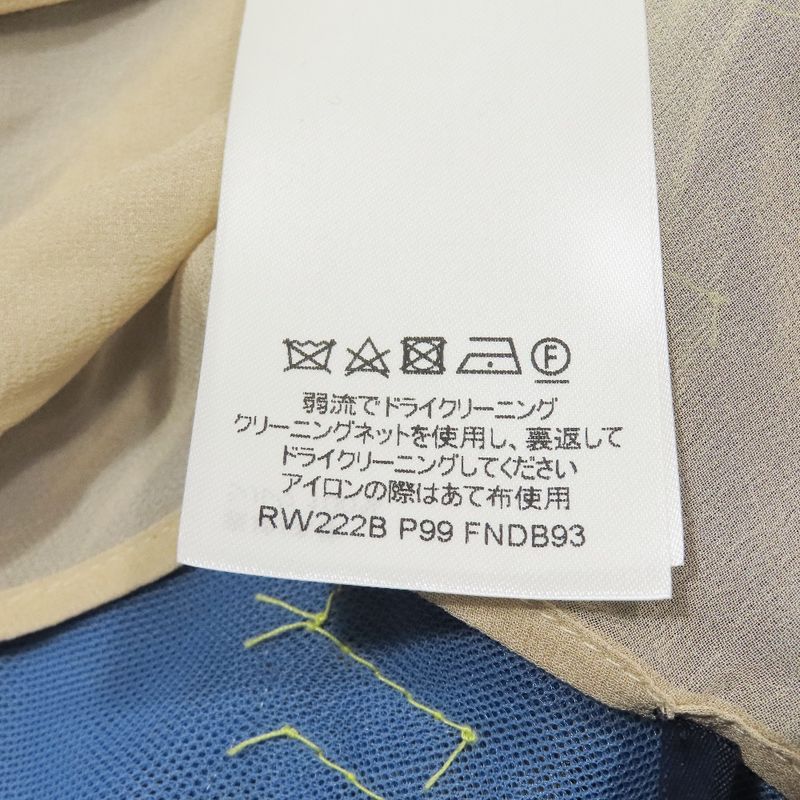 F
弱流でドライクリーニング
クリーニングネットを使用し、裏返して
ドライクリーニングしてください
アイロンの際はあて布使用
RW222B P99 FNDB93